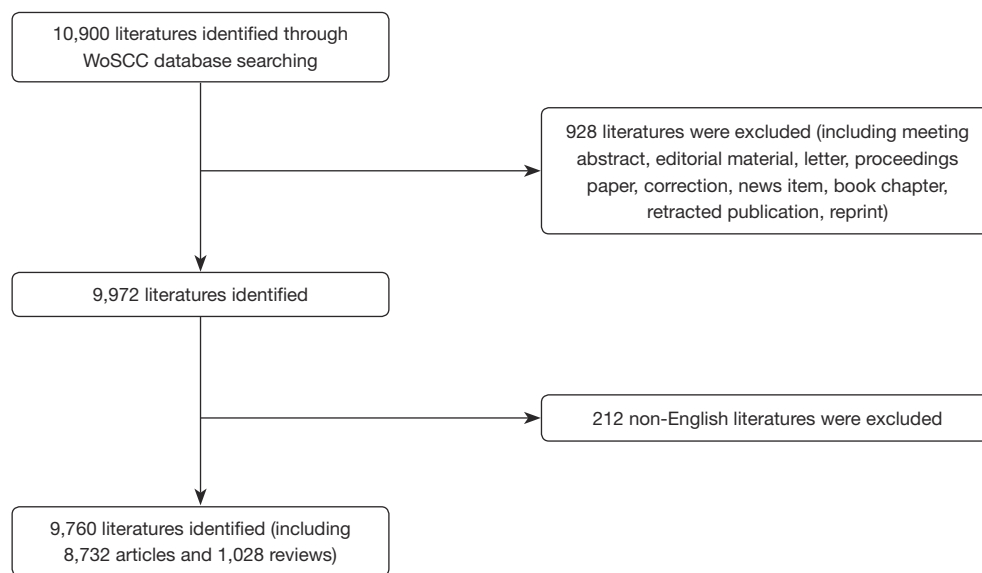 10,900 literatures identified through
WoSCC database searching
928 literatures were excluded (including meeting
abstract, editorial material, letter, proceedings
paper, correction, news item, book chapter,
retracted publication, reprint)
9,972 literatures identified
212 non-English literatures were excluded
9,760 literatures identified (including
8,732 articles and 1,028 reviews)